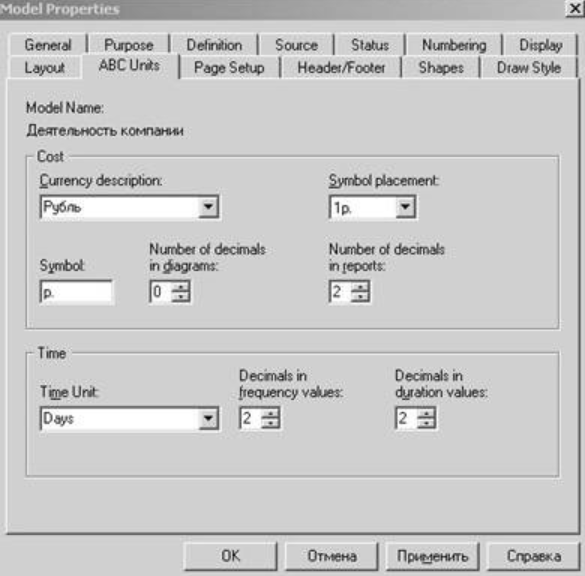 Model Properties
General Purpose Definition Source Status Numbering Display
Layout ABC Units Page Setup Header/Footer Shapes Draw Style
Model Name:
Деятельность компании
Cost
Currency description: Symbol placement:
Рубль 1р.
Number of decimals Number of decimals
Symbol: in diagrams: in reports:
р. 0 2
Time
Decimals in Decimals in
Time Unit: frequency values: duration values:
Days 2 2
OK Отмена Применить Справка